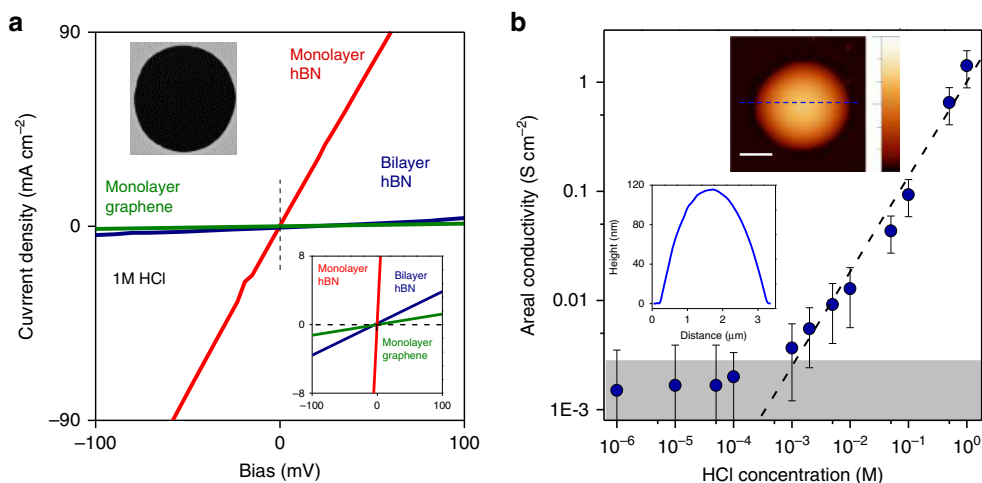 a
90
Monolayer
hBN
Bilayer
hBN
Monolayer
graphene
0
1M HCl
−90
−100
0
100
Bias (mV)
Cuvrrent density (mA cm−2)
8
Monolayer
hBN
Bilayer
hBN
0
Monolayer
graphene
−8
−100
0
100
b
1
0.1
0.01
1E-3
Areal conductivity (S cm−2)
120
80
40
0
Height (nm)
0
1
2
3
Distance (μm)
10−6
10−5
10−4
10−3
10−2
10−1
100
HCl concentration (M)